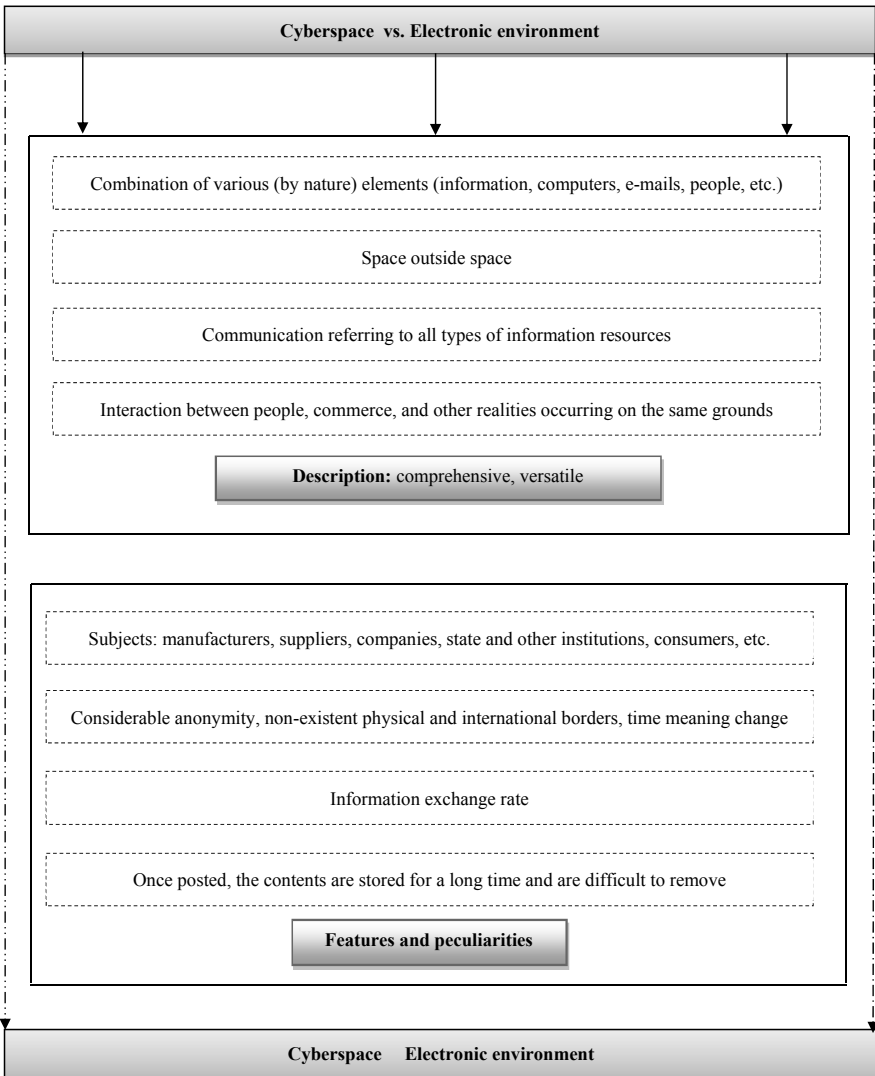 Cyberspace vs. Electronic environment
Combination of various (by nature) elements (information, computers, e-mails, people, etc.)
Space outside space
Communication referring to all types of information resources
Interaction between people, commerce, and other realities occurring on the same grounds
Description: comprehensive, versatile
Subjects: manufacturers, suppliers, companies, state and other institutions, consumers, etc.
Considerable anonymity, non-existent physical and international borders, time meaning change
Information exchange rate
Once posted, the contents are stored for a long time and are difficult to remove
Features and peculiarities
Cyberspace Electronic environment